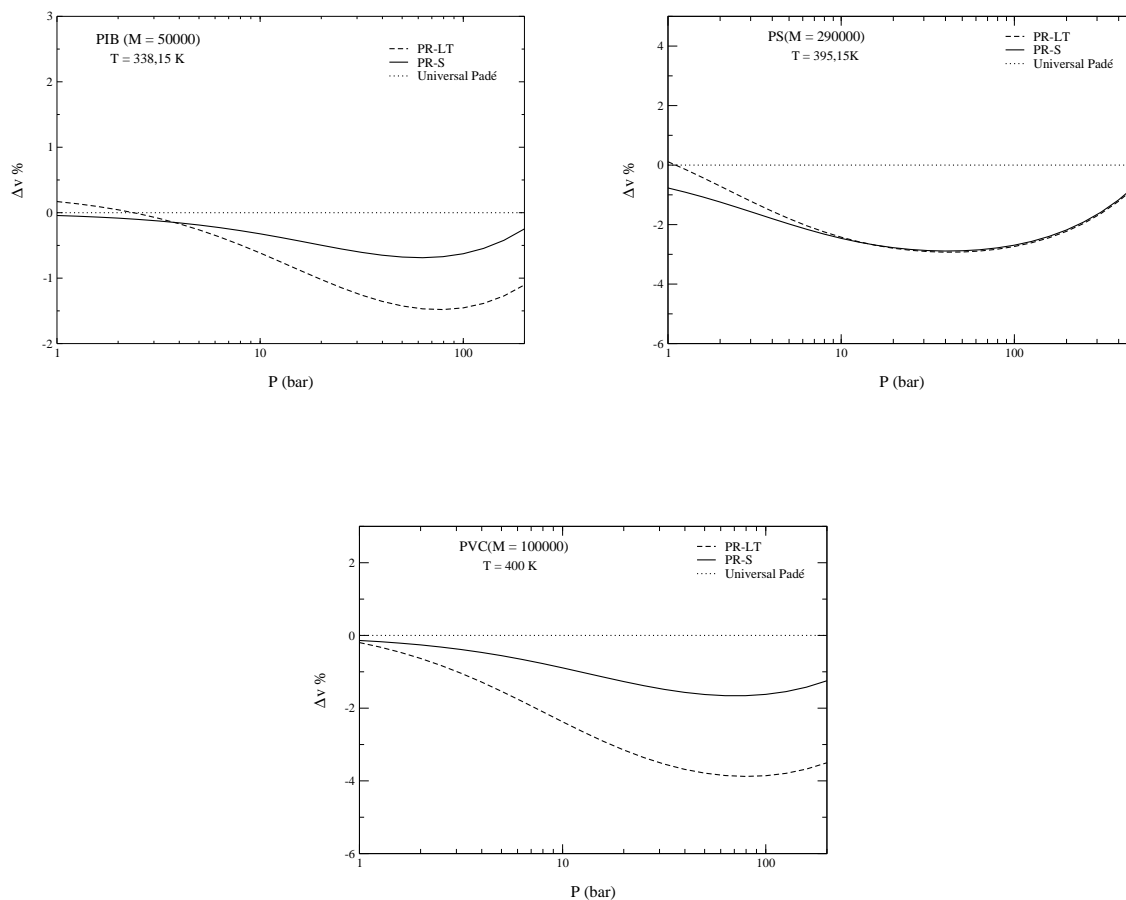 PIB (M = 50000)
T = 338,15 K
PR-LT
PR-S
Universal Padé
3
2
1
0
-1
-2
Δv %
1
10
100
P (bar)
PS(M = 290000)
T = 395,15K
PR-LT
PR-S
Universal Padé
4
2
0
-2
-4
-6
Δv %
1
10
100
P (bar)
PVC(M = 100000)
T = 400 K
PR-LT
PR-S
Universal Padé
2
0
-2
-4
-6
Δv %
1
10
100
P (bar)